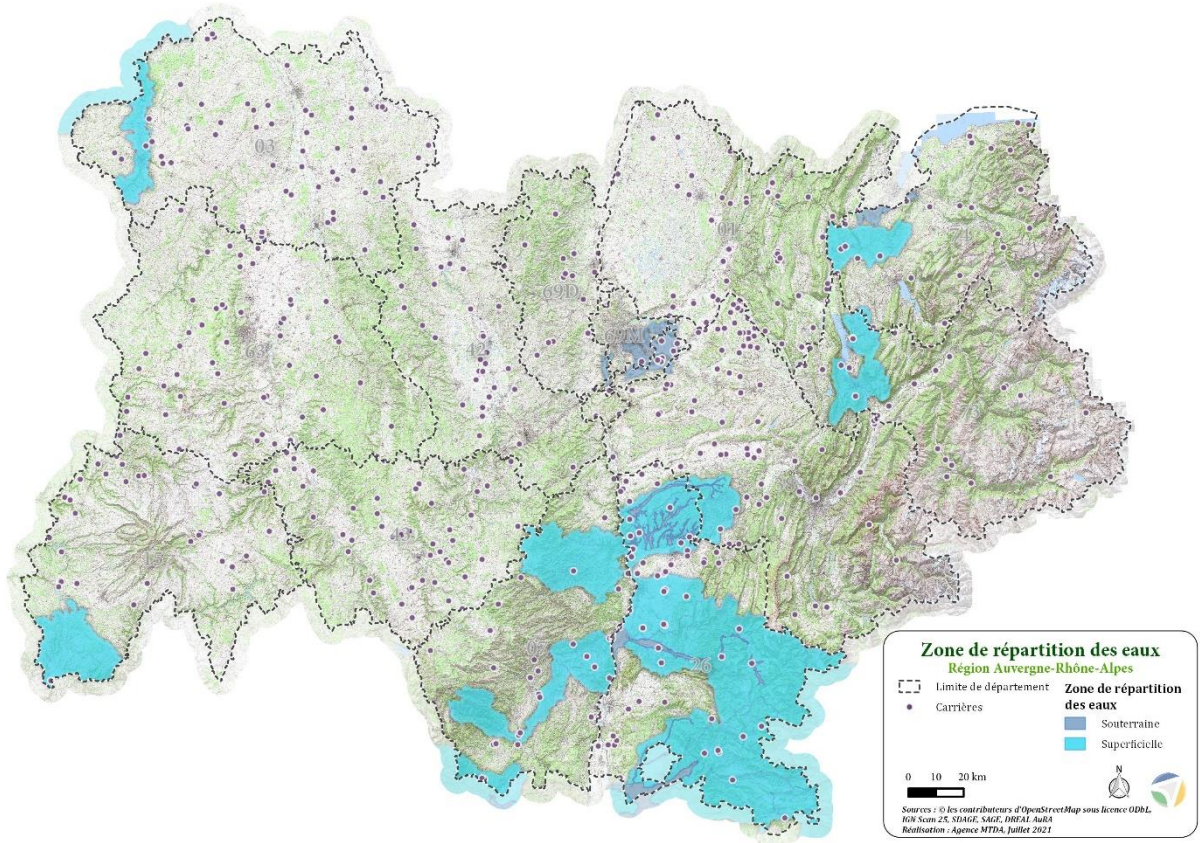 03
01
74
69D
69M
63
42
43
26
Zone de répartition des eaux
Région Auvergne-Rhône-Alpes
Limite de département
Carrières
Zone de répartition
des eaux
Souterraine
Superficielle
0 10 20 km
N
Sources : © les contributeurs d'OpenStreetMap sous licence ODbL,
IGN Scan 25, SDAGE, SAGE, DREAL AuRA
Réalisation : Agence MTDA, Juillet 2021